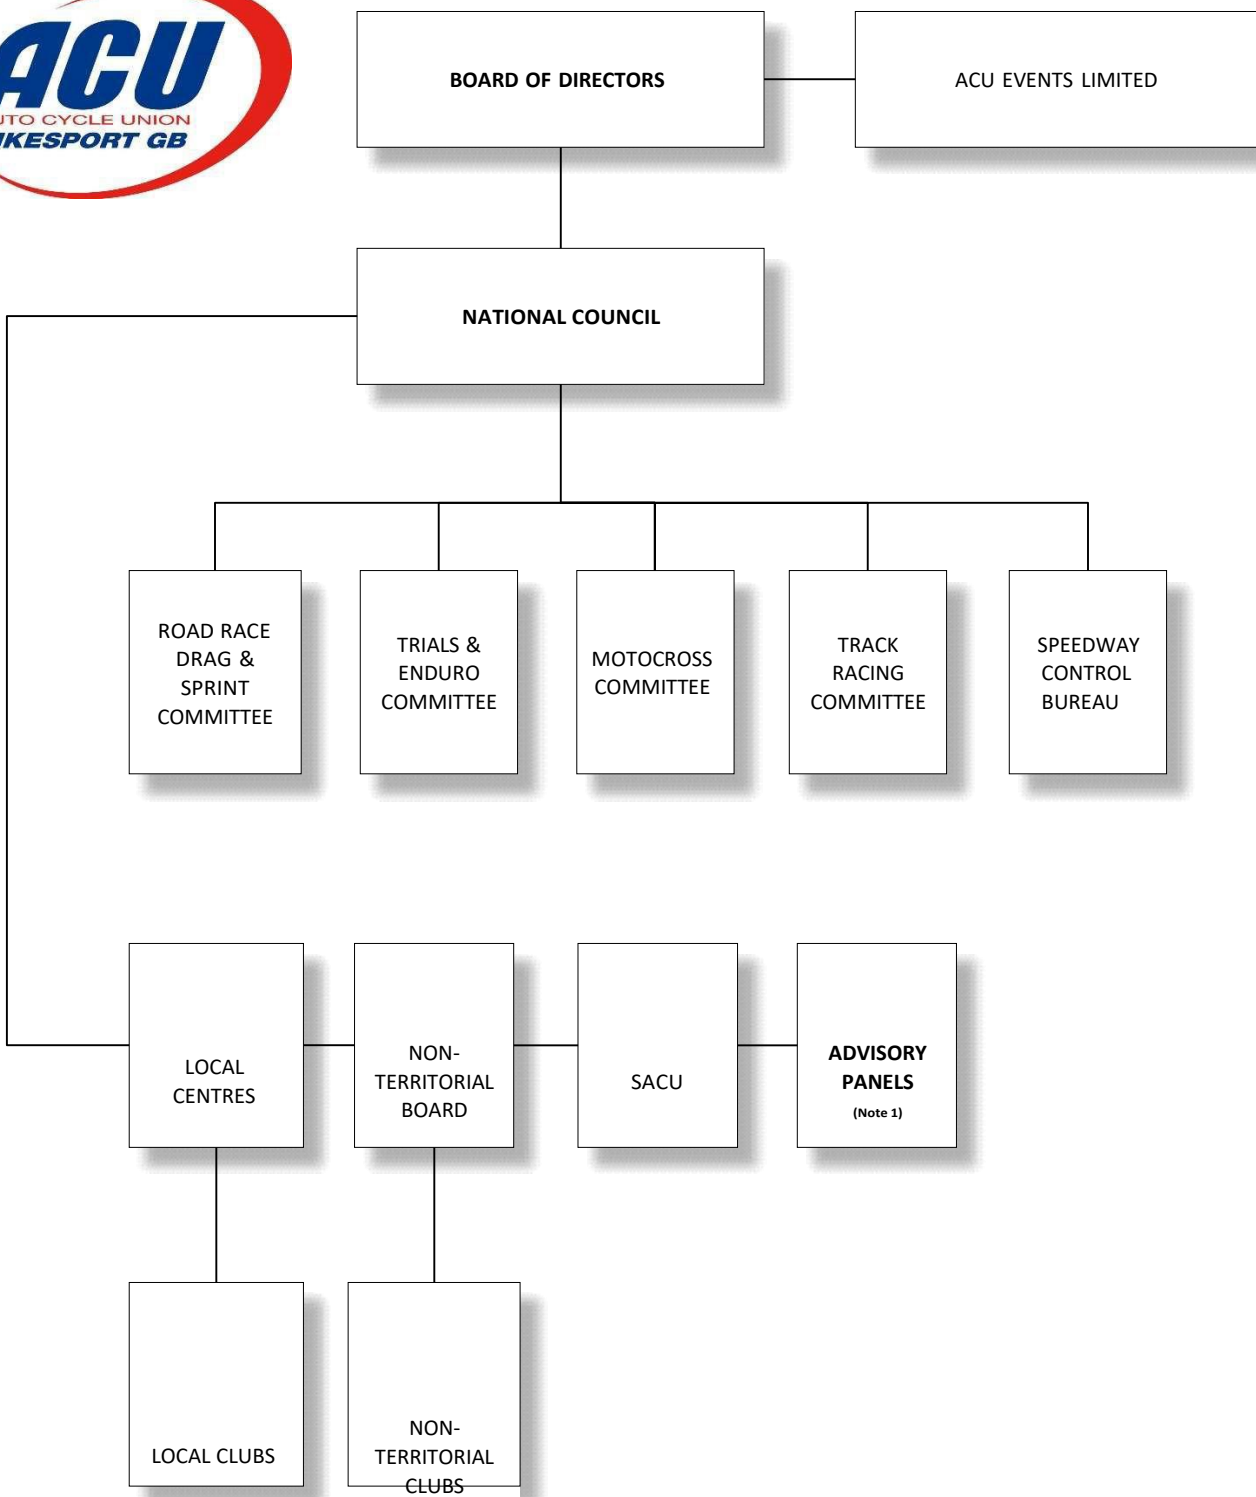 ACU
UTO CYCLE UNION
IKESPORT GB
BOARD OF DIRECTORS
ACU EVENTS LIMITED
NATIONAL COUNCIL
ROAD RACE
DRAG &
SPRINT
COMMITTEE
TRIALS &
ENDURO
COMMITTEE
MOTOCROSS
COMMITTEE
TRACK
RACING
COMMITTEE
SPEEDWAY
CONTROL
BUREAU
LOCAL
CENTRES
NON-
TERRITORIAL
BOARD
SACU
ADVISORY
PANELS
(Note 1)
LOCAL CLUBS
NON-
TERRITORIAL
CLUBS